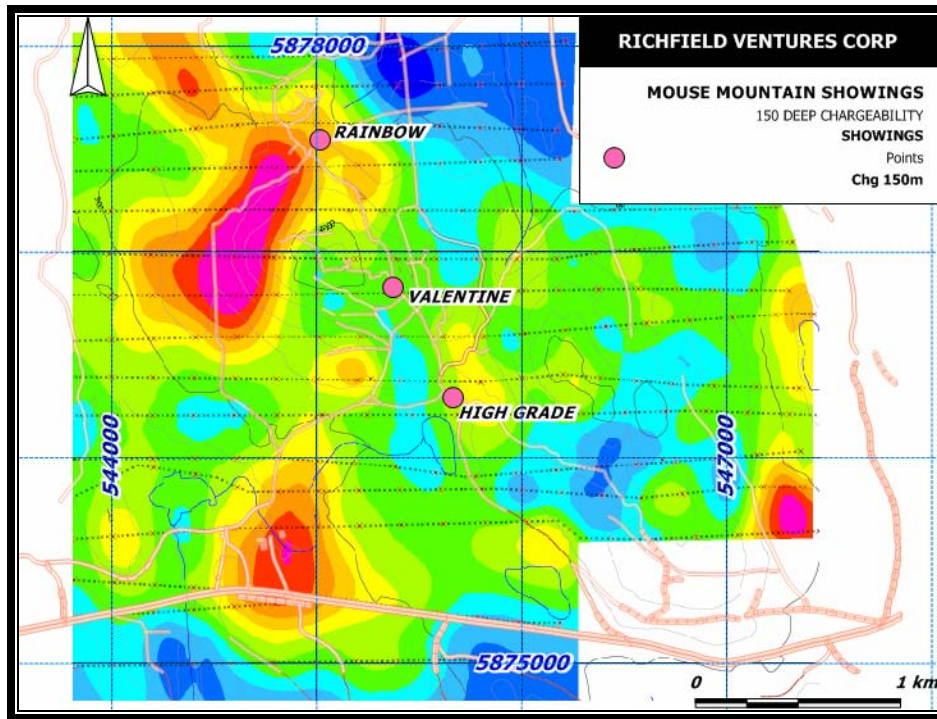 RICHFIELD VENTURES CORP
MOUSE MOUNTAIN SHOWINGS
150 DEEP CHARGEABILITY
SHOWINGS
Points
Chg 150m
5878000
RAINBOW
VALENTINE
HIGH GRADE
544000
547000
5875000
0 1 km